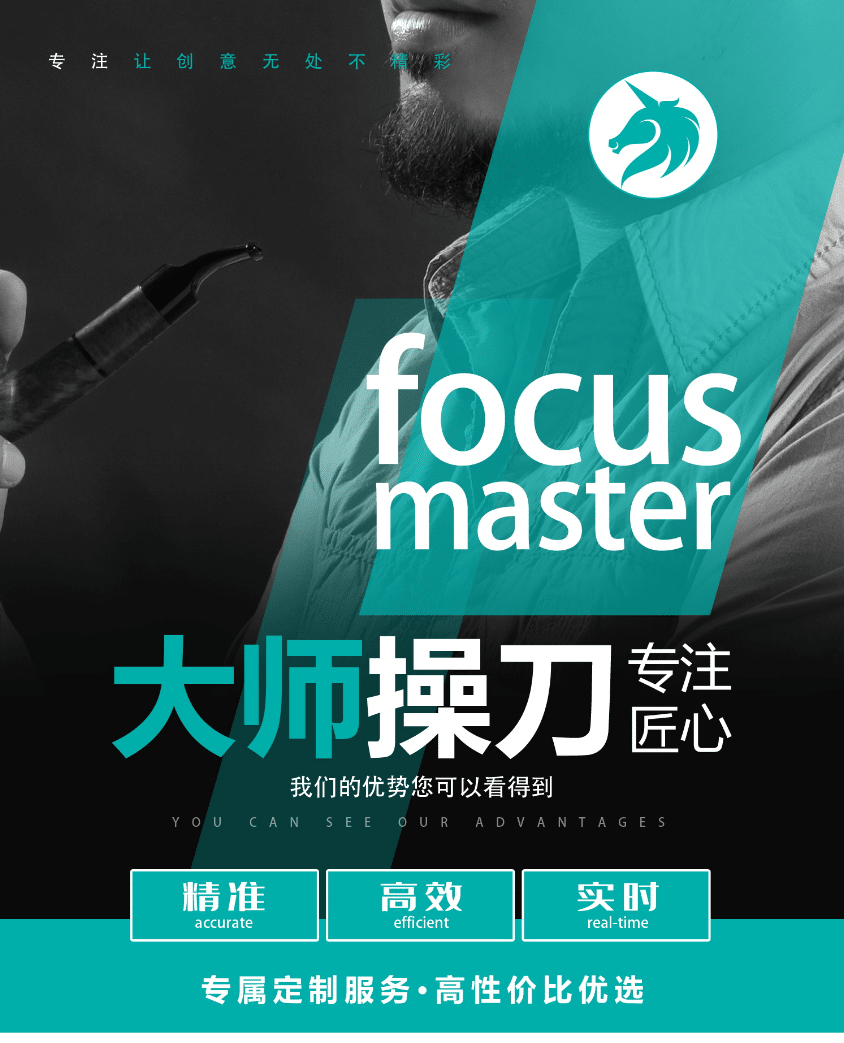 专注让创意无处不精彩
focus
master
大师操刀
专注
匠心
我们的优势您可以看得到
YOU CAN SEE OUR ADVANTAGES
精准 高效 实时
accurate efficient real-time
专属定制服务·高性价比优选